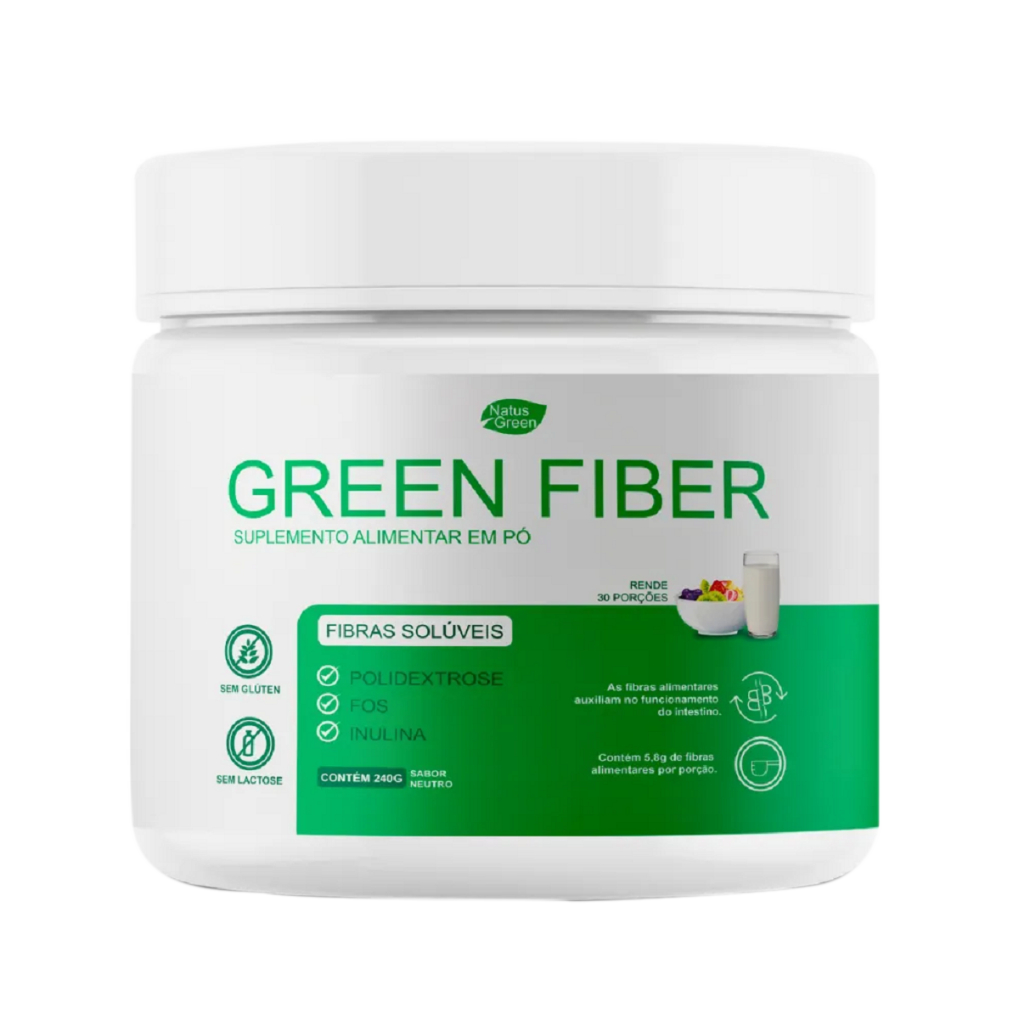 Natus
Green
GREEN FIBER
SUPLEMENTO ALIMENTAR EM PÓ
RENDE
30 PORÇÕES
FIBRAS SOLÚVEIS
POLIDEXTROSE
FOS
INULINA
CONTÉM 240G
SABOR
NEUTRO
SEM GLÚTEN
SEM LACTOSE
As fibras alimentares
auxiliam no funcionamento
do intestino.
Contém 5,8g de fibras
alimentares por porção.